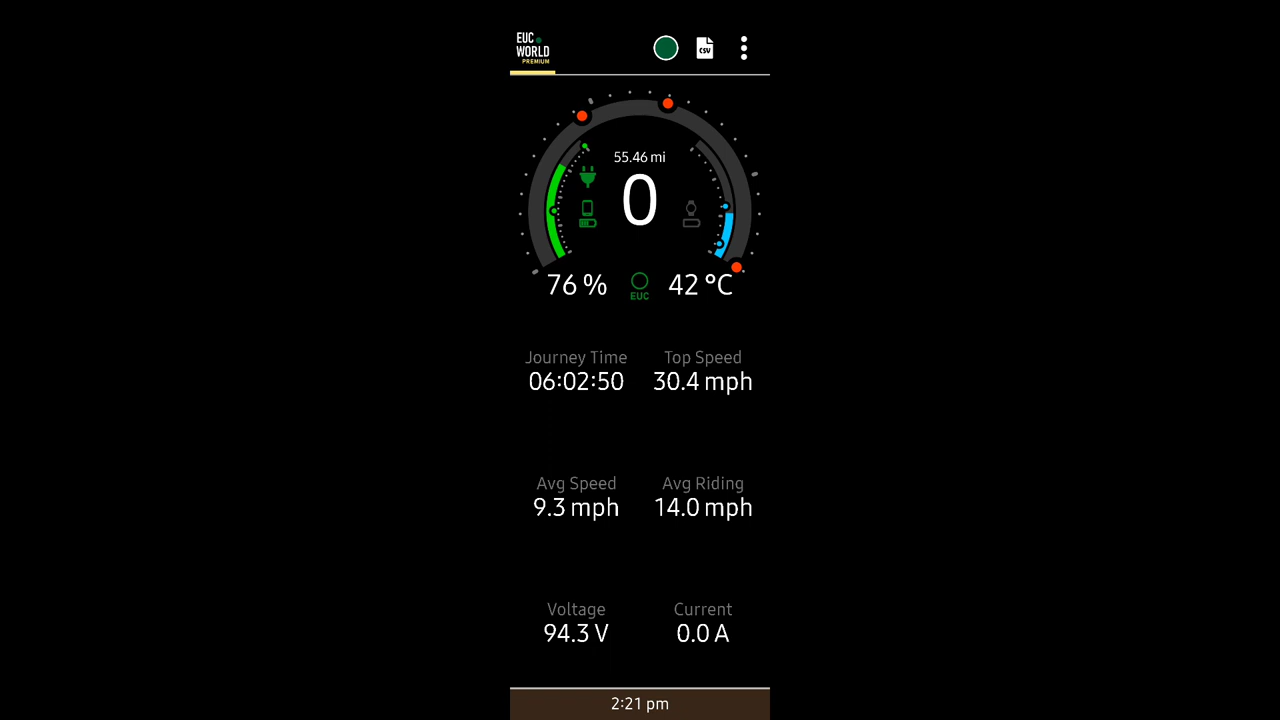 EUC
WORLD
PREMIUM
CSV
55.46 mi
0
76 %
EUC
42 °C
Journey Time
Top Speed
06:02:50
30.4 mph
Avg Speed
Avg Riding
9.3 mph
14.0 mph
Voltage
Current
94.3 V
0.0 A
2:21 pm